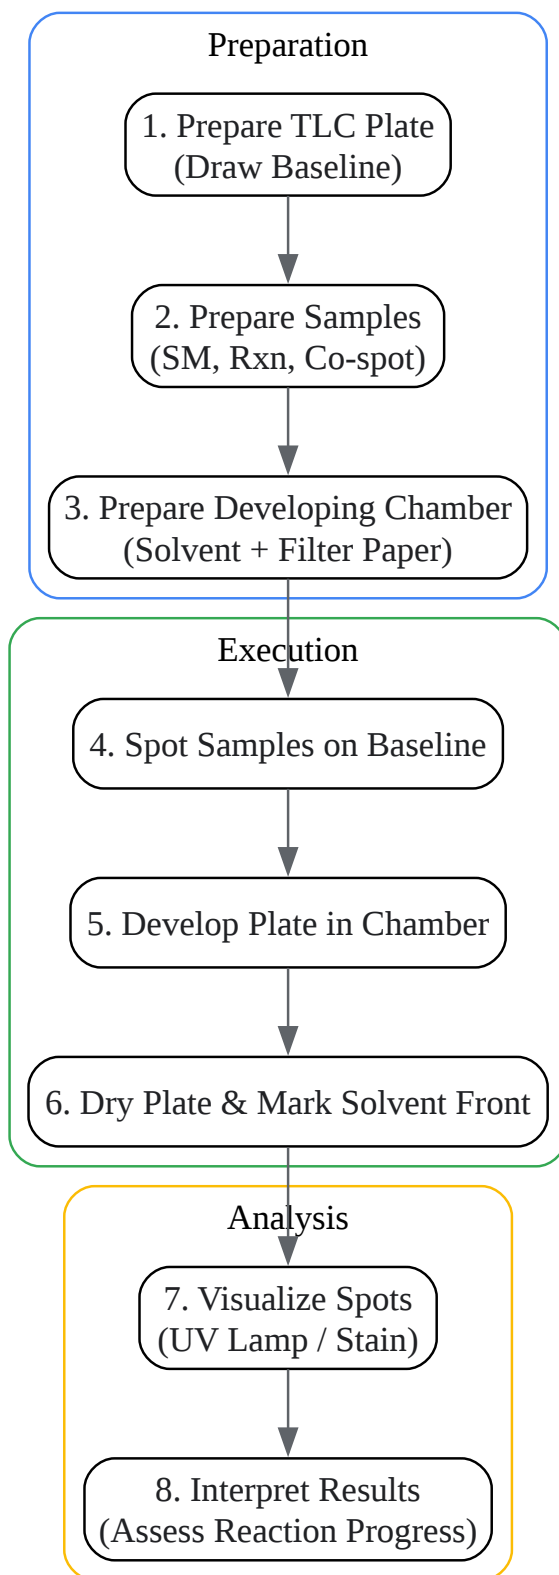 Preparation
1. Prepare TLC Plate
(Draw Baseline)
2. Prepare Samples
(SM, Rxn, Co-spot)
3. Prepare Developing Chamber
(Solvent + Filter Paper)
Execution
4. Spot Samples on Baseline
5. Develop Plate in Chamber
6. Dry Plate & Mark Solvent Front
Analysis
7. Visualize Spots
(UV Lamp / Stain)
8. Interpret Results
(Assess Reaction Progress)